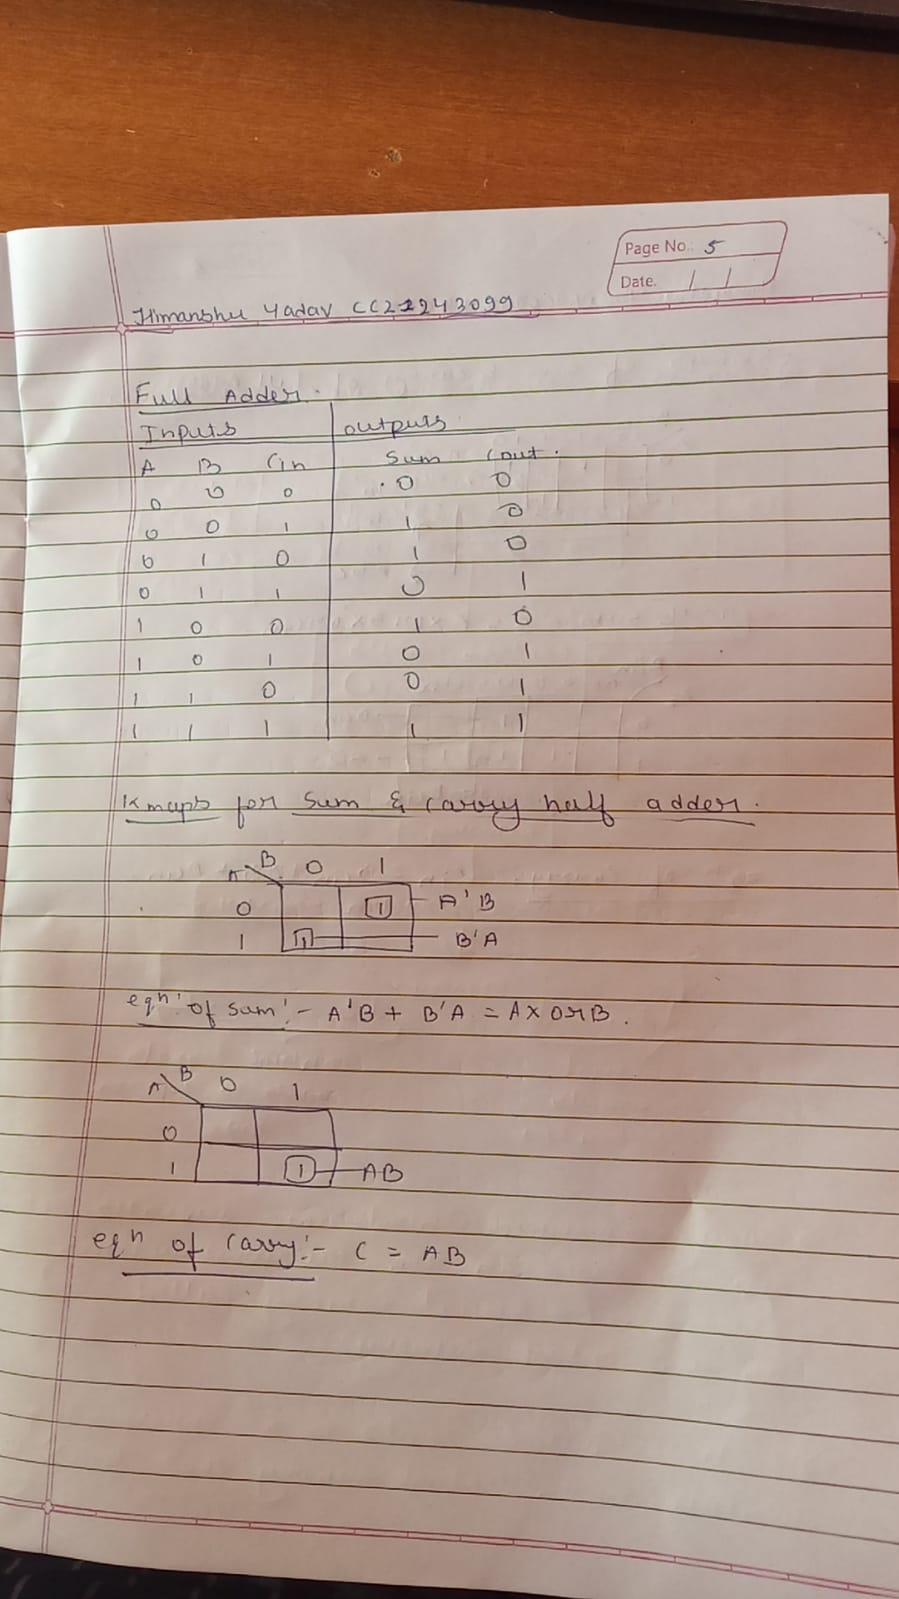 Page No.: 5
Date. / /
Himanshu Yadav CC22243099
Full Adder.
Inputs outputs
A B Cin Sum Cout.
0 0 0 0 0
0 0 1 1 0
0 1 0 1 0
0 1 1 0 1
1 0 0 1 0
1 0 1 0 1
1 1 0 0 1
1 1 1 1 1
K maps for Sum & Carry half adder.
A B 0 1
0 1 A'B
1 1 B'A
eqn of sum:- A'B + B'A = A x or B.
A B 0 1
0
1 1 AB
eqn of carry:- C = AB